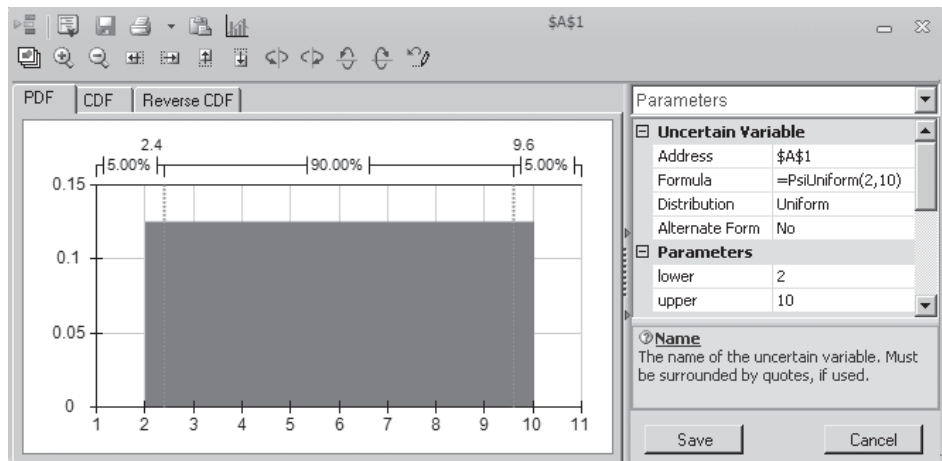 $A$1
PDF
CDF
Reverse CDF
2.4
9.6
5.00%
90.00%
5.00%
0.15
0.1
0.05
0
1 2 3 4 5 6 7 8 9 10 11
Parameters
Uncertain Variable
Address $A$1
Formula =PsiUniform(2,10)
Distribution Uniform
Alternate Form No
Parameters
lower 2
upper 10
Name
The name of the uncertain variable. Must
be surrounded by quotes, if used.
Save
Cancel